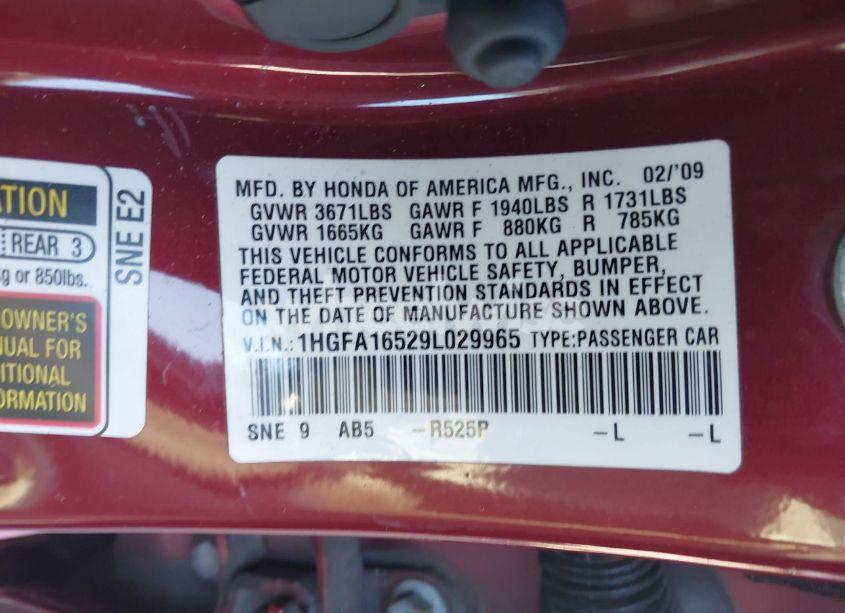 ATION
REAR 3
kg or 850lbs.
OWNER'S
NUAL FOR
DITIONAL
FORMATION
SNE E2
MFD. BY HONDA OF AMERICA MFG., INC. 02/'09
GVWR 3671LBS GAWR F 1940LBS R 1731LBS
GVWR 1665KG GAWR F 880KG R 785KG
THIS VEHICLE CONFORMS TO ALL APPLICABLE
FEDERAL MOTOR VEHICLE SAFETY, BUMPER,
AND THEFT PREVENTION STANDARDS IN EFFECT
ON THE DATE OF MANUFACTURE SHOWN ABOVE.
V.I.N.: 1HGFA16529L029965 TYPE:PASSENGER CAR
SNE 9 AB5 -R525P -L -L